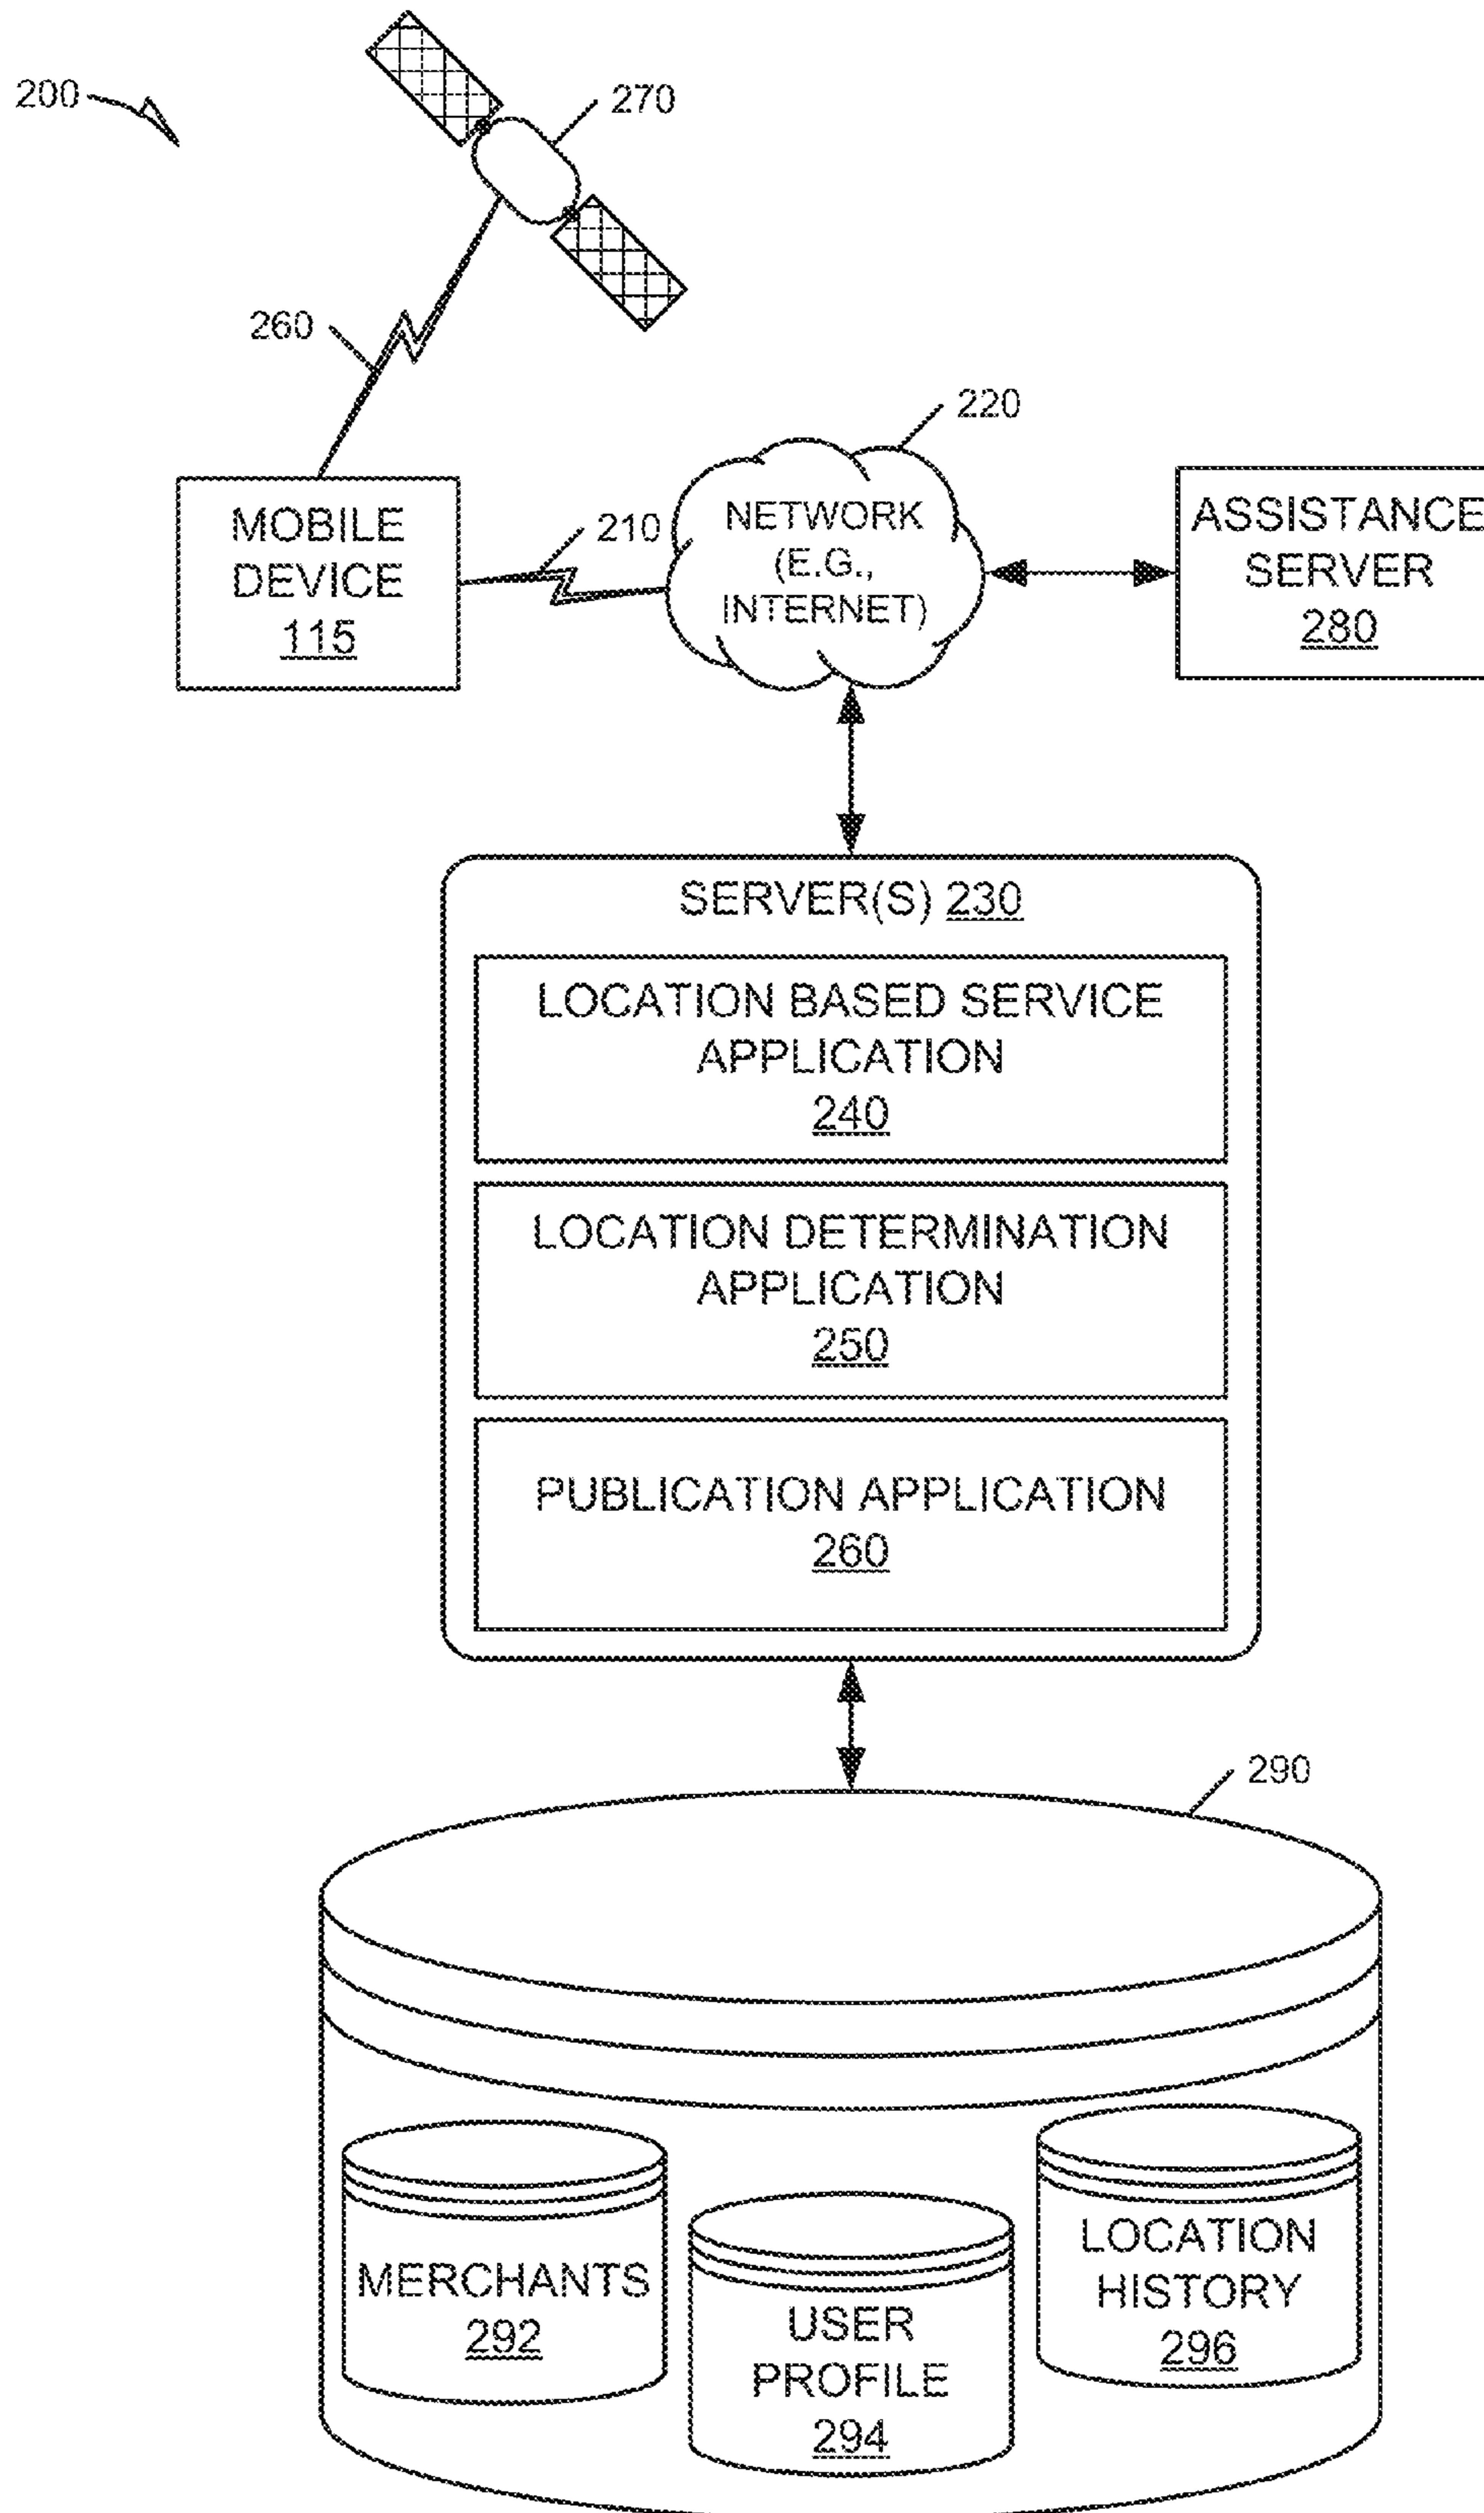 200
270
260
220
MOBILE
DEVICE
115
210
NETWORK
(E.G.,
INTERNET)
ASSISTANCE
SERVER
280
SERVER(S) 230
LOCATION BASED SERVICE
APPLICATION
240
LOCATION DETERMINATION
APPLICATION
250
PUBLICATION APPLICATION
260
290
MERCHANTS
292
USER
PROFILE
294
LOCATION
HISTORY
296